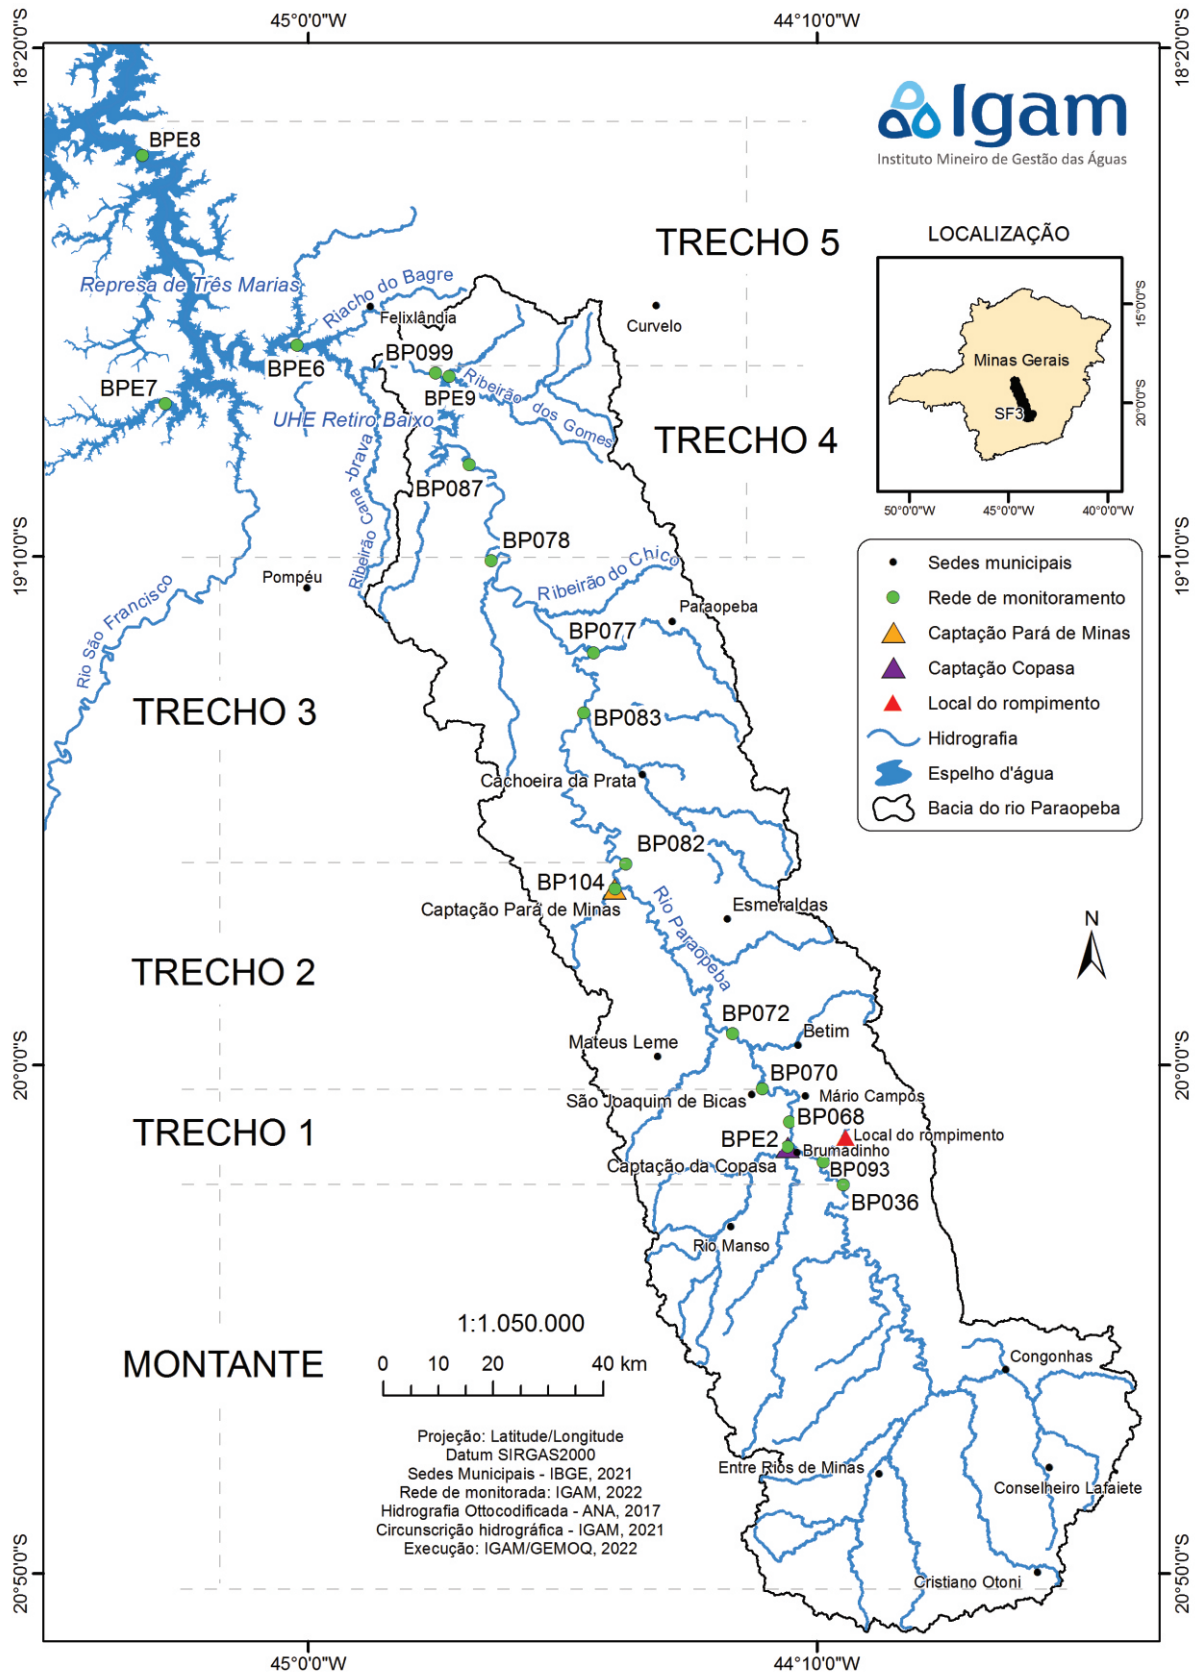 45°0'0"W
44°10'0"W
18°20'0"S
18°20'0"S
Igam
Instituto Mineiro de Gestão das Águas
BPE8
TRECHO 5
LOCALIZAÇÃO
Represa de Três Marias
Riacho do Bagre
Felixlândia
Curvelo
15°0'0"S
Minas Gerais
SF3
20°0'0"S
50°0'0"W
45°0'0"W
40°0'0"W
BPE6
BP099
BPE7
BPE9
Ribeirão dos Gomes
UHE Retiro Baixo
TRECHO 4
BP087
Ribeirão Cana -brava
BP078
19°10'0"S
19°10'0"S
Pompéu
Ribeirão do Chico
Paraopeba
Rio São Francisco
BP077
TRECHO 3
BP083
Cachoeira da Prata
Sedes municipais
Rede de monitoramento
Captação Pará de Minas
Captação Copasa
Local do rompimento
Hidrografia
Espelho d'água
Bacia do rio Paraopeba
BP082
BP104
Captação Pará de Minas
Esmeraldas
Rio Paraopeba
N
TRECHO 2
BP072
Betim
Mateus Leme
20°0'0"S
20°0'0"S
BP070
São Joaquim de Bicas
Mário Campos
TRECHO 1
BP068
BPE2
Local do rompimento
Brumadinho
Captação da Copasa
BP093
BP036
Rio Manso
1:1.050.000
0 10 20 40 km
MONTANTE
Congonhas
Projeção: Latitude/Longitude
Datum SIRGAS2000
Sedes Municipais - IBGE, 2021
Rede de monitorada: IGAM, 2022
Hidrografia Ottocodificada - ANA, 2017
Circunscrição hidrográfica - IGAM, 2021
Execução: IGAM/GEMOQ, 2022
Entre Rios de Minas
Conselheiro Lafaiete
Cristiano Otoni
20°50'0"S
20°50'0"S
45°0'0"W
44°10'0"W